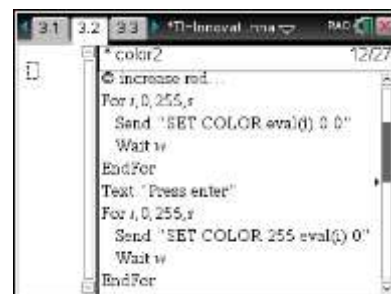 3.1 3.2 3.3 *TI-Innovat...nna RAD
* color2 12/27
© increase red...
For i,0,255,s
Send "SET COLOR eval(i) 0 0"
Wait w
EndFor
Text "Press enter"
For i,0,255,s
Send "SET COLOR 255 eval(i) 0"
Wait w
EndFor